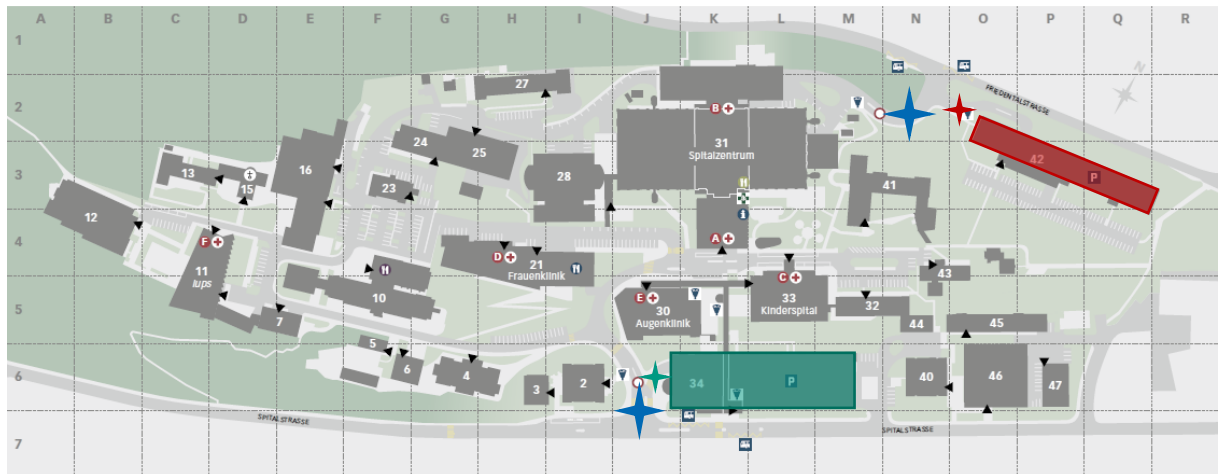 A B C D E F G H I J K L M N O P Q R
1
27
FRIEDENTALSTRASSE
N
2
B
24
25
31
Spitalzentrum
42
16
13
15
3
28
P
23
41
12
4
F
A
D
21
Frauenklinik
C
43
11
lups
10
E
30
Augenklinik
33
Kinderspital
32
5
7
44
45
5
6
4
6
3
2
34
P
40
46
47
SPITALSTRASSE
SPITALSTRASSE
7